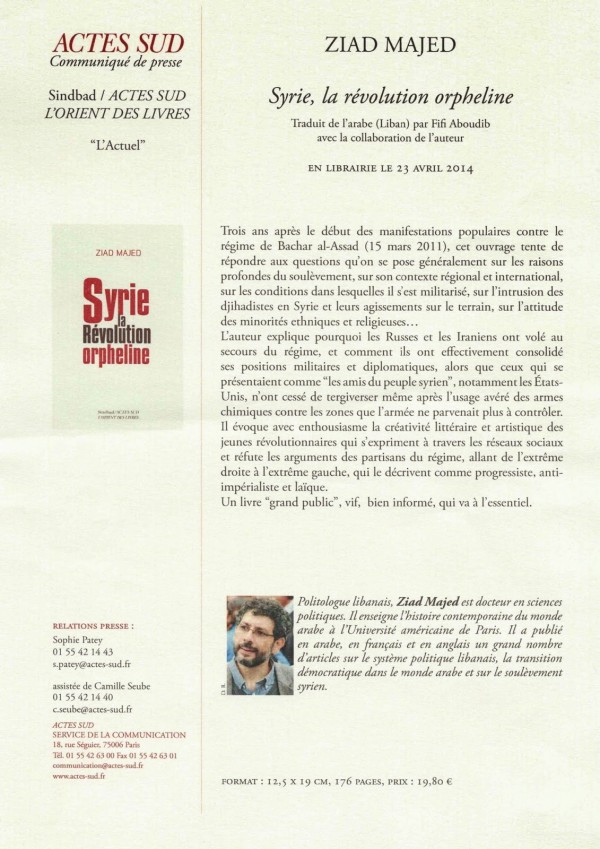 ACTES SUD
Communiqué de presse
Sindbad / ACTES SUD
L'ORIENT DES LIVRES
“L'Actuel”
ZIAD MAJED
Syrie
la
Révolution
orpheline
Sindbad/ACTES SUD
L'ORIENT DES LIVRES
RELATIONS PRESSE :
Sophie Patey
01 55 42 14 43
s.patey@actes-sud.fr
assistée de Camille Seube
01 55 42 14 40
c.seube@actes-sud.fr
ACTES SUD
SERVICE DE LA COMMUNICATION
18, rue Séguier, 75006 Paris
Tél. 01 55 42 63 00 Fax 01 55 42 63 01
communication@actes-sud.fr
www.actes-sud.fr
ZIAD MAJED
Syrie, la révolution orpheline
Traduit de l'arabe (Liban) par Fifi Aboudib
avec la collaboration de l'auteur
EN LIBRAIRIE LE 23 AVRIL 2014
Trois ans après le début des manifestations populaires contre le
régime de Bachar al-Assad (15 mars 2011), cet ouvrage tente de
répondre aux questions qu'on se pose généralement sur les raisons
profondes du soulèvement, sur son contexte régional et international,
sur les conditions dans lesquelles il s'est militarisé, sur l'intrusion des
djihadistes en Syrie et leurs agissements sur le terrain, sur l'attitude
des minorités ethniques et religieuses…
L'auteur explique pourquoi les Russes et les Iraniens ont volé au
secours du régime, et comment ils ont effectivement consolidé
ses positions militaires et diplomatiques, alors que ceux qui se
présentaient comme “les amis du peuple syrien”, notamment les États-
Unis, n'ont cessé de tergiverser même après l'usage avéré des armes
chimiques contre les zones que l'armée ne parvenait plus à contrôler.
Il évoque avec enthousiasme la créativité littéraire et artistique des
jeunes révolutionnaires qui s'expriment à travers les réseaux sociaux
et réfute les arguments des partisans du régime, allant de l'extrême
droite à l'extrême gauche, qui le décrivent comme progressiste, anti-
impérialiste et laïque.
Un livre “grand public”, vif, bien informé, qui va à l'essentiel.
D. R.
Politologue libanais, Ziad Majed est docteur en sciences
politiques. Il enseigne l'histoire contemporaine du monde
arabe à l'Université américaine de Paris. Il a publié
en arabe, en français et en anglais un grand nombre
d'articles sur le système politique libanais, la transition
démocratique dans le monde arabe et sur le soulèvement
syrien.
FORMAT : 12,5 X 19 CM, 176 PAGES, PRIX : 19,80 €